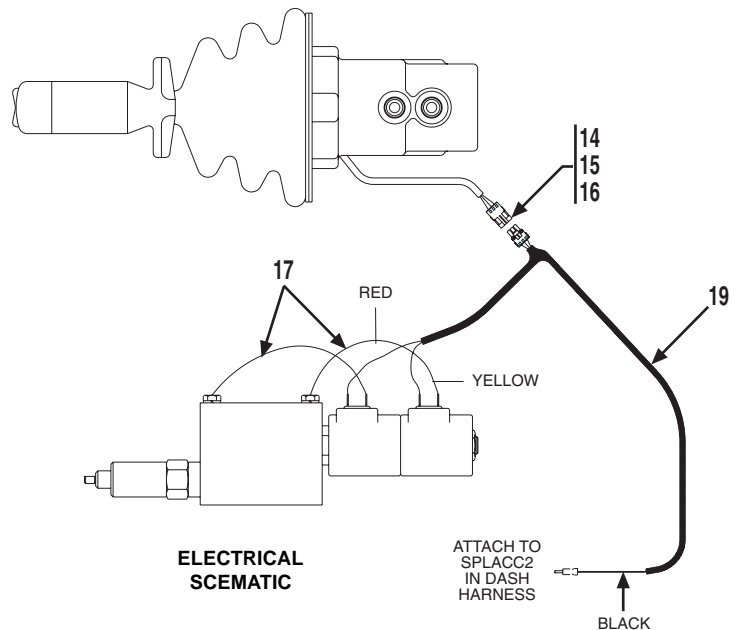 14
15
16
17
RED
19
YELLOW
ELECTRICAL
SCEMATIC
ATTACH TO
SPLACC2
IN DASH
HARNESS
BLACK